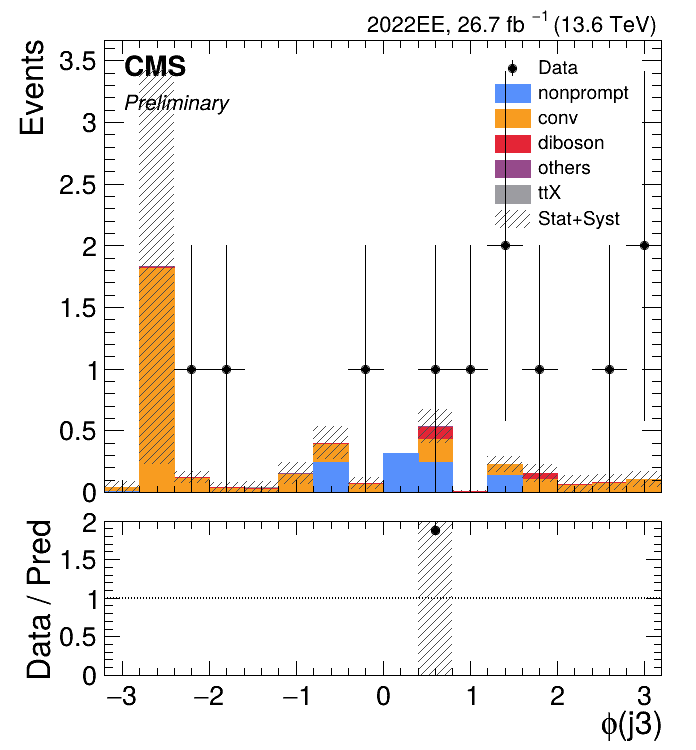 2022EE, 26.7 fb⁻¹ (13.6 TeV)
CMS
Preliminary
Events
3.5
3
2.5
2
1.5
1
0.5
0
Data
nonprompt
conv
diboson
others
ttX
Stat+Syst
Data / Pred
2
1.5
1
0.5
0
−3 −2 −1 0 1 2 3
ϕ(j3)